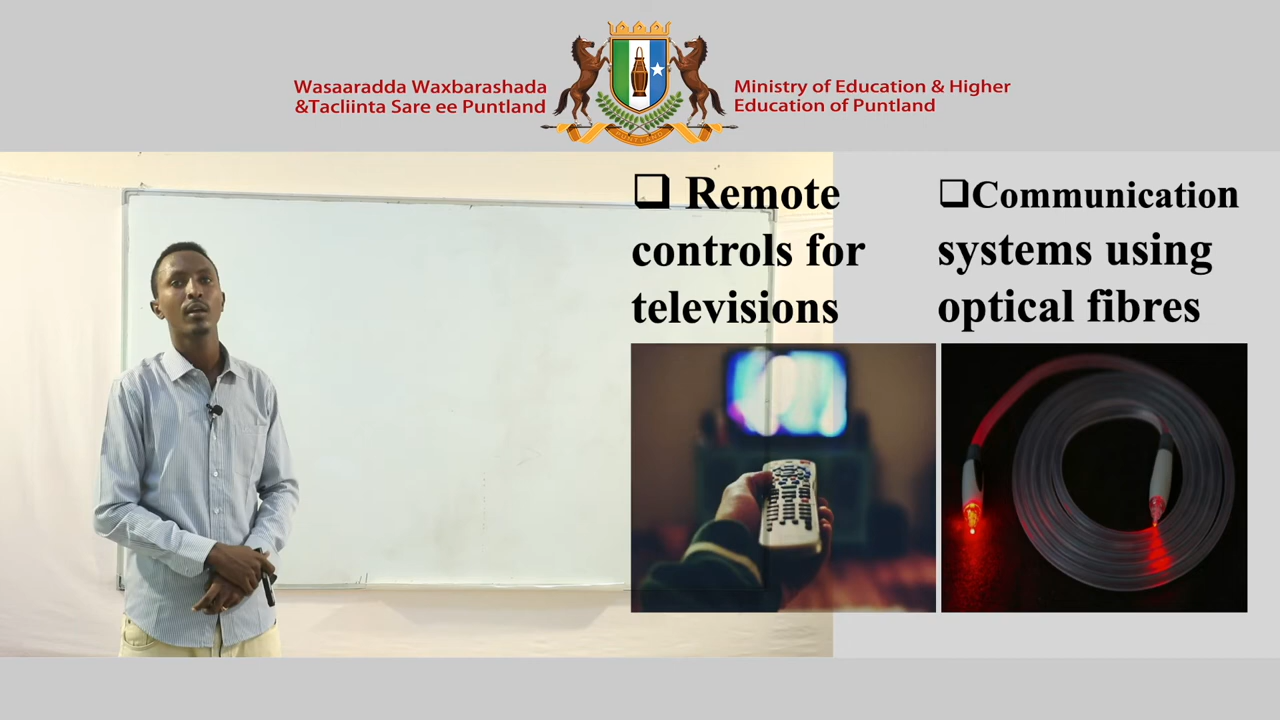 Wasaaradda Waxbarashada
&Tacliinta Sare ee Puntland
Ministry of Education & Higher
Education of Puntland
PUNTLAND
❑ Remote
controls for
televisions
❑Communication
systems using
optical fibres